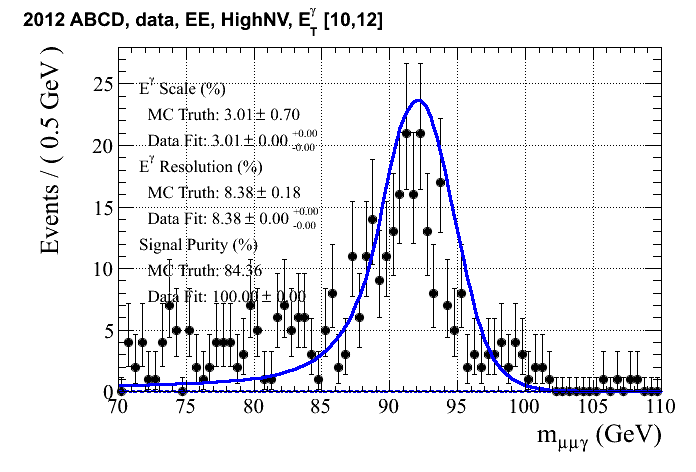 2012 ABCD, data, EE, HighNV, E_T^γ [10,12]
Events / ( 0.5 GeV )
25
20
15
10
5
0
E^γ Scale (%)
MC Truth: 3.01 ± 0.70
Data Fit: 3.01 ± 0.00 +0.00 -0.00
E^γ Resolution (%)
MC Truth: 8.38 ± 0.18
Data Fit: 8.38 ± 0.00 +0.00 -0.00
Signal Purity (%)
MC Truth: 84.36
Data Fit: 100.00 ± 0.00
70 75 80 85 90 95 100 105 110
m_μμγ (GeV)